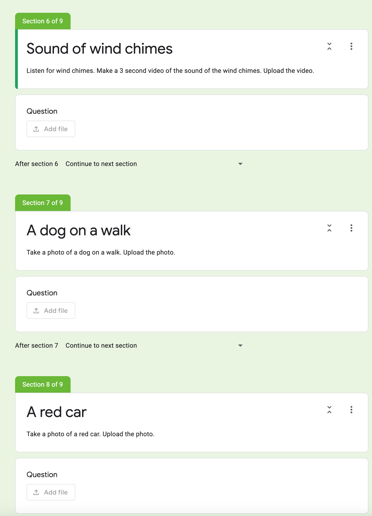 Section 6 of 9
Sound of wind chimes
Listen for wind chimes. Make a 3 second video of the sound of the wind chimes. Upload the video.
Question
Add file
After section 6 Continue to next section
Section 7 of 9
A dog on a walk
Take a photo of a dog on a walk. Upload the photo.
Question
Add file
After section 7 Continue to next section
Section 8 of 9
A red car
Take a photo of a red car. Upload the photo.
Question
Add file